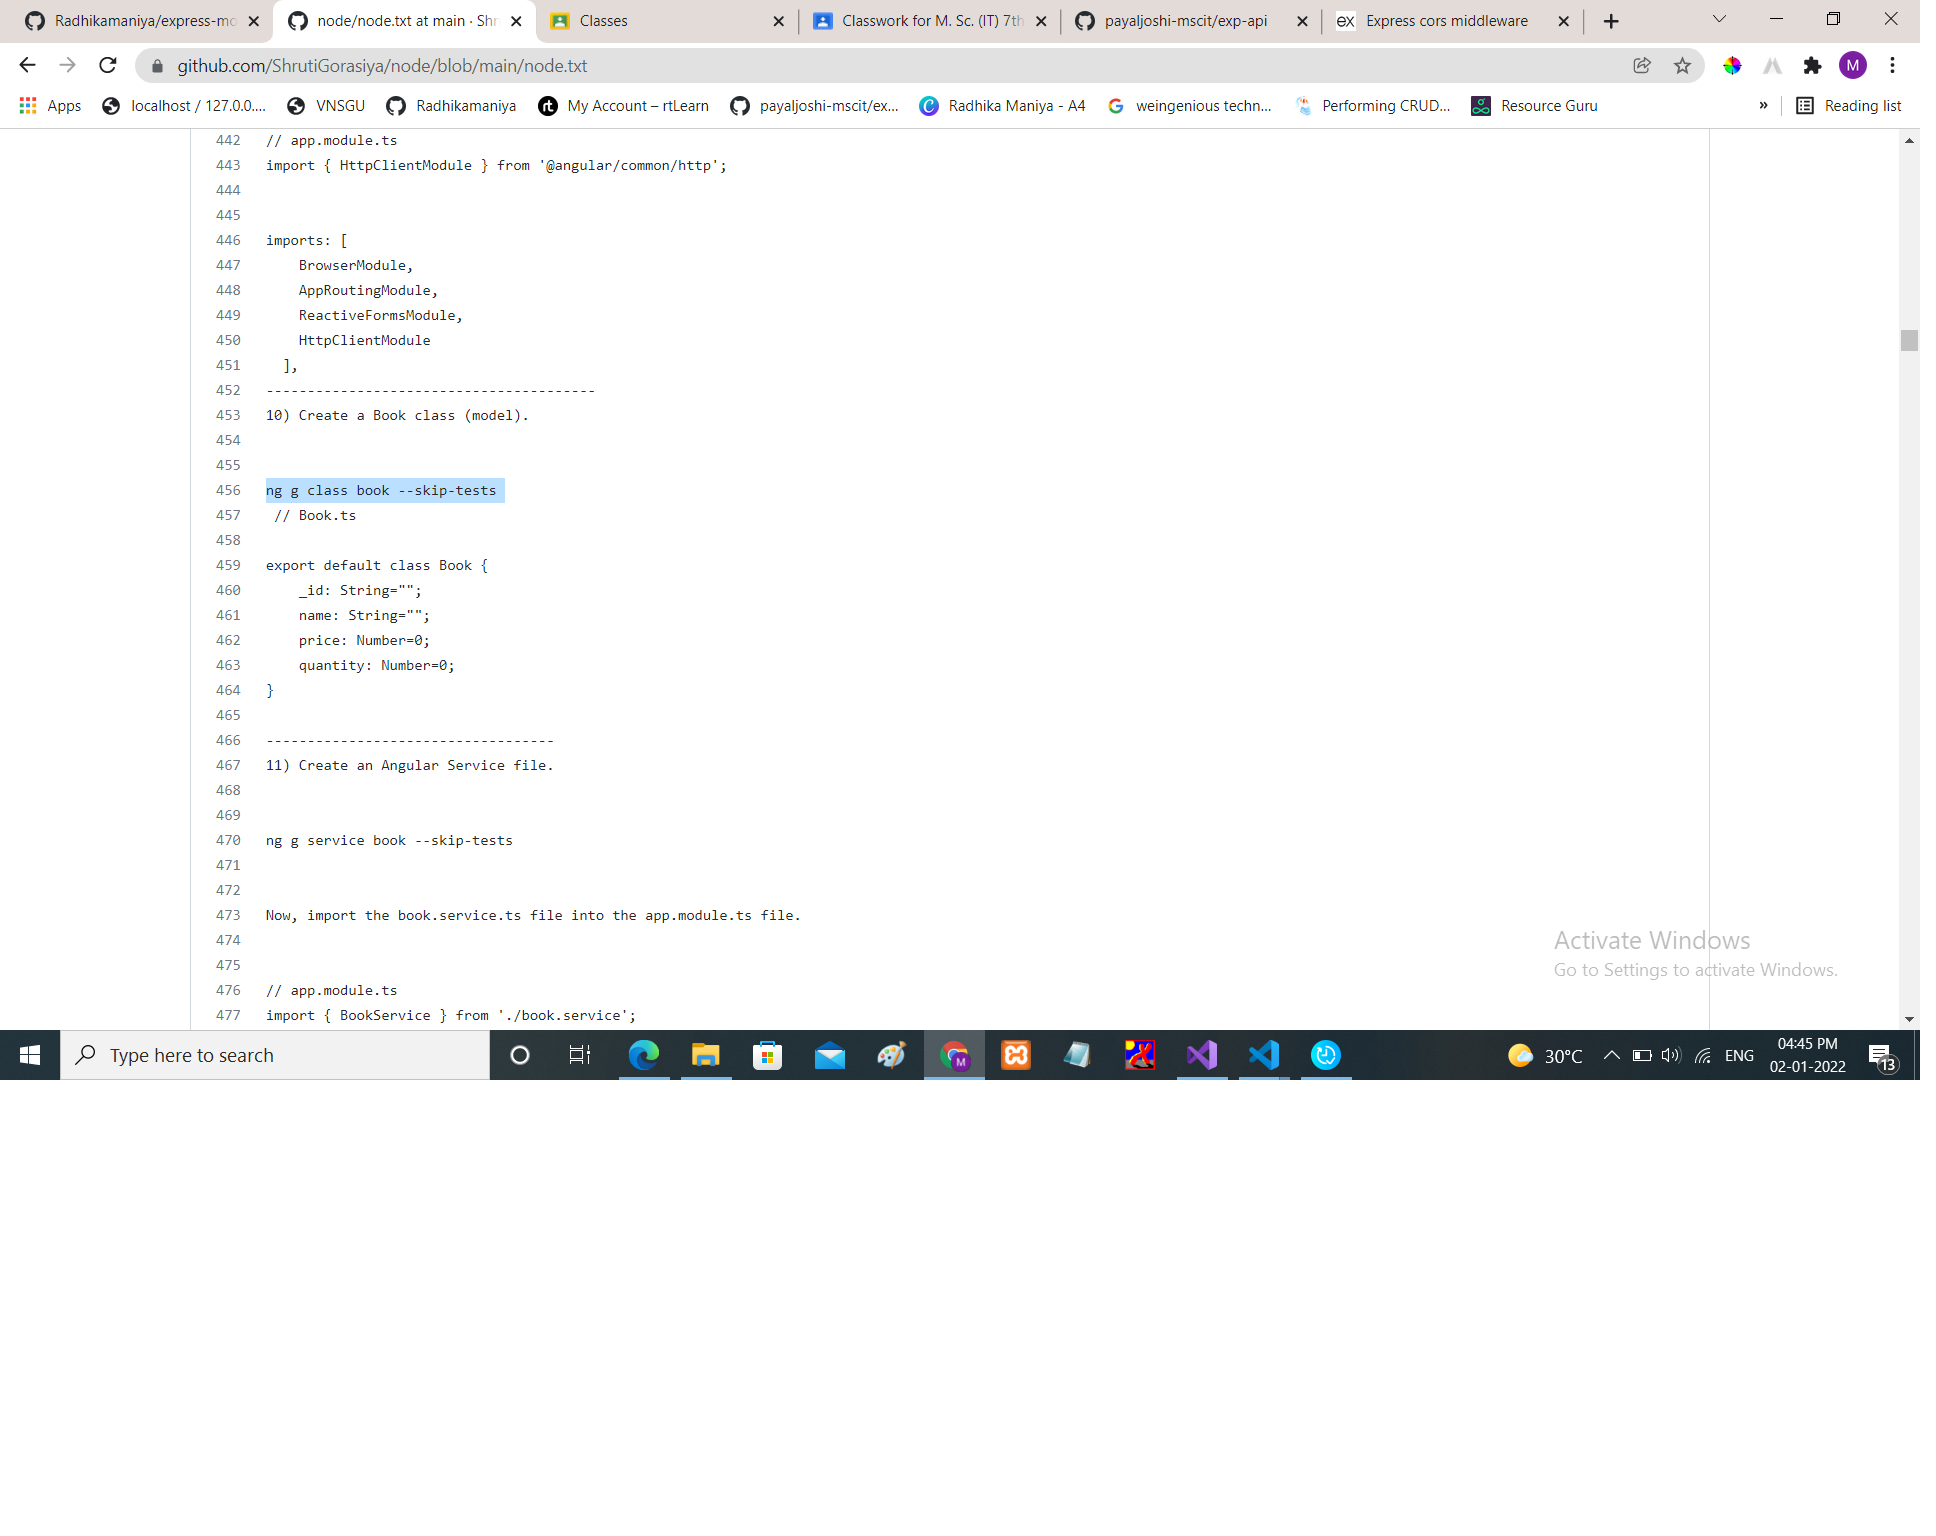 Radhikamaniya/express-mo
node/node.txt at main · Shr
Classes
Classwork for M. Sc. (IT) 7th
payaljoshi-mscit/exp-api
ex Express cors middleware
github.com/ShrutiGorasiya/node/blob/main/node.txt
M
Apps
localhost / 127.0.0....
VNSGU
Radhikamaniya
rt My Account – rtLearn
payaljoshi-mscit/ex...
Radhika Maniya - A4
weingenious techn...
Performing CRUD...
Resource Guru
»
Reading list
442 // app.module.ts
443 import { HttpClientModule } from '@angular/common/http';
444
445
446 imports: [
447     BrowserModule,
448     AppRoutingModule,
449     ReactiveFormsModule,
450     HttpClientModule
451   ],
452 ----------------------------------------
453 10) Create a Book class (model).
454
455
456 ng g class book --skip-tests
457  // Book.ts
458
459 export default class Book {
460     _id: String="";
461     name: String="";
462     price: Number=0;
463     quantity: Number=0;
464 }
465
466 -----------------------------------
467 11) Create an Angular Service file.
468
469
470 ng g service book --skip-tests
471
472
473 Now, import the book.service.ts file into the app.module.ts file.
474
475
476 // app.module.ts
477 import { BookService } from './book.service';
Activate Windows
Go to Settings to activate Windows.
Type here to search
M
30°C
ENG
04:45 PM
02-01-2022
13